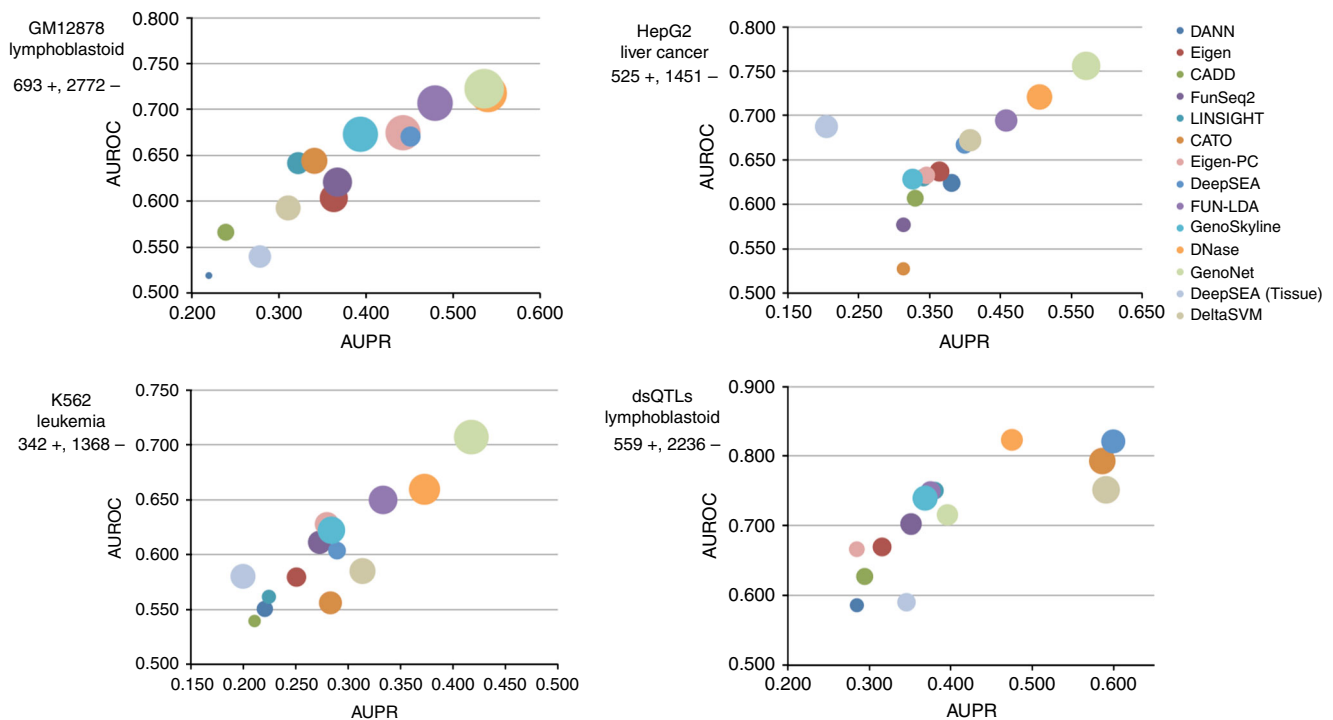 GM12878
lymphoblastoid
693 +, 2772 –
AUROC
0.800
0.750
0.700
0.650
0.600
0.550
0.500
0.200
0.300
0.400
0.500
0.600
AUPR
HepG2
liver cancer
525 +, 1451 –
AUROC
0.800
0.750
0.700
0.650
0.600
0.550
0.500
0.150
0.250
0.350
0.450
0.550
0.650
AUPR
DANN
Eigen
CADD
FunSeq2
LINSIGHT
CATO
Eigen-PC
DeepSEA
FUN-LDA
GenoSkyline
DNase
GenoNet
DeepSEA (Tissue)
DeltaSVM
K562
leukemia
342 +, 1368 –
AUROC
0.750
0.700
0.650
0.600
0.550
0.500
0.150
0.200
0.250
0.300
0.350
0.400
0.450
0.500
AUPR
dsQTLs
lymphoblastoid
559 +, 2236 –
AUROC
0.900
0.800
0.700
0.600
0.500
0.200
0.300
0.400
0.500
0.600
AUPR